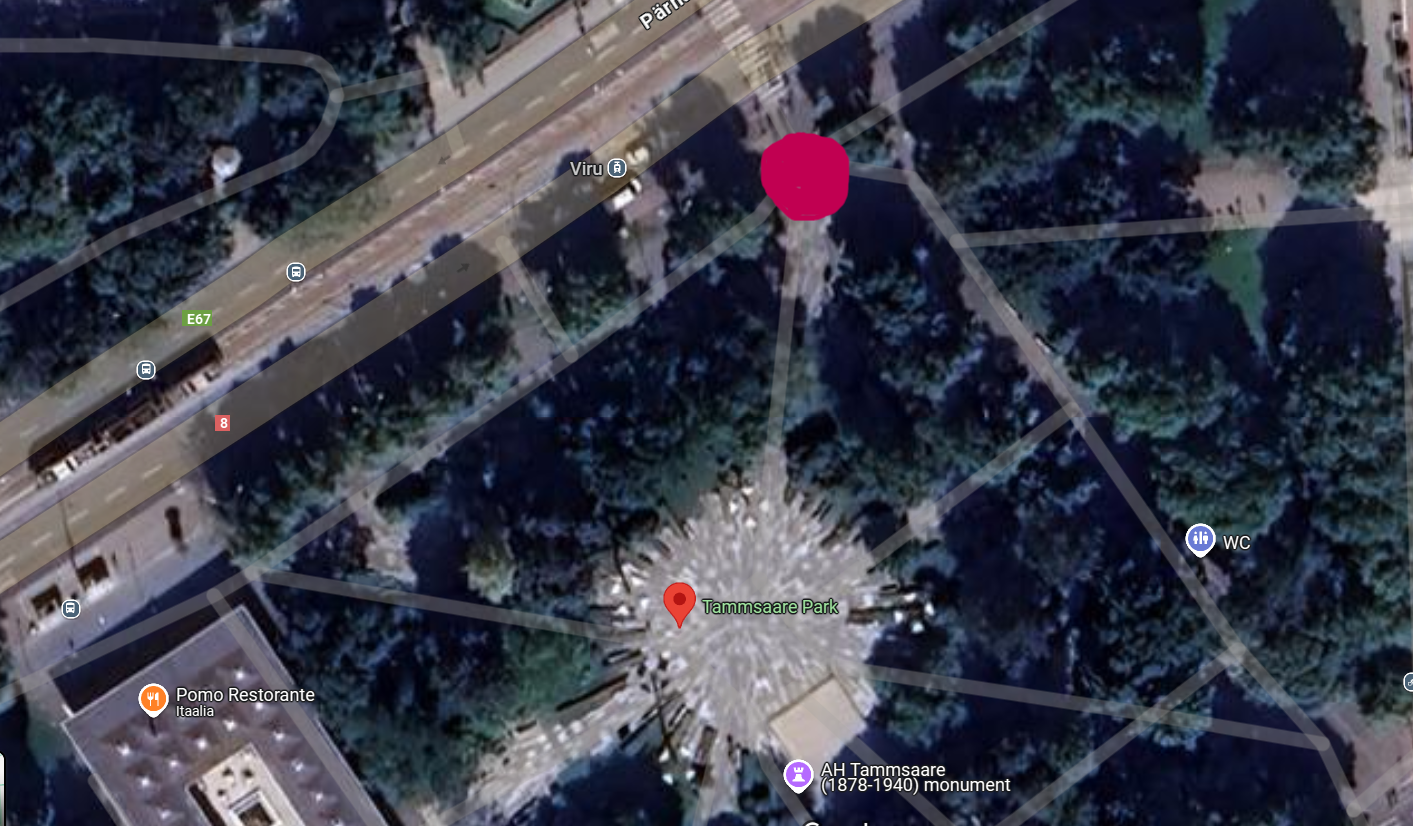 Pärn
Viru
E67
8
WC
Tammsaare Park
Pomo Restorante
Itaalia
AH Tammsaare
(1878-1940) monument